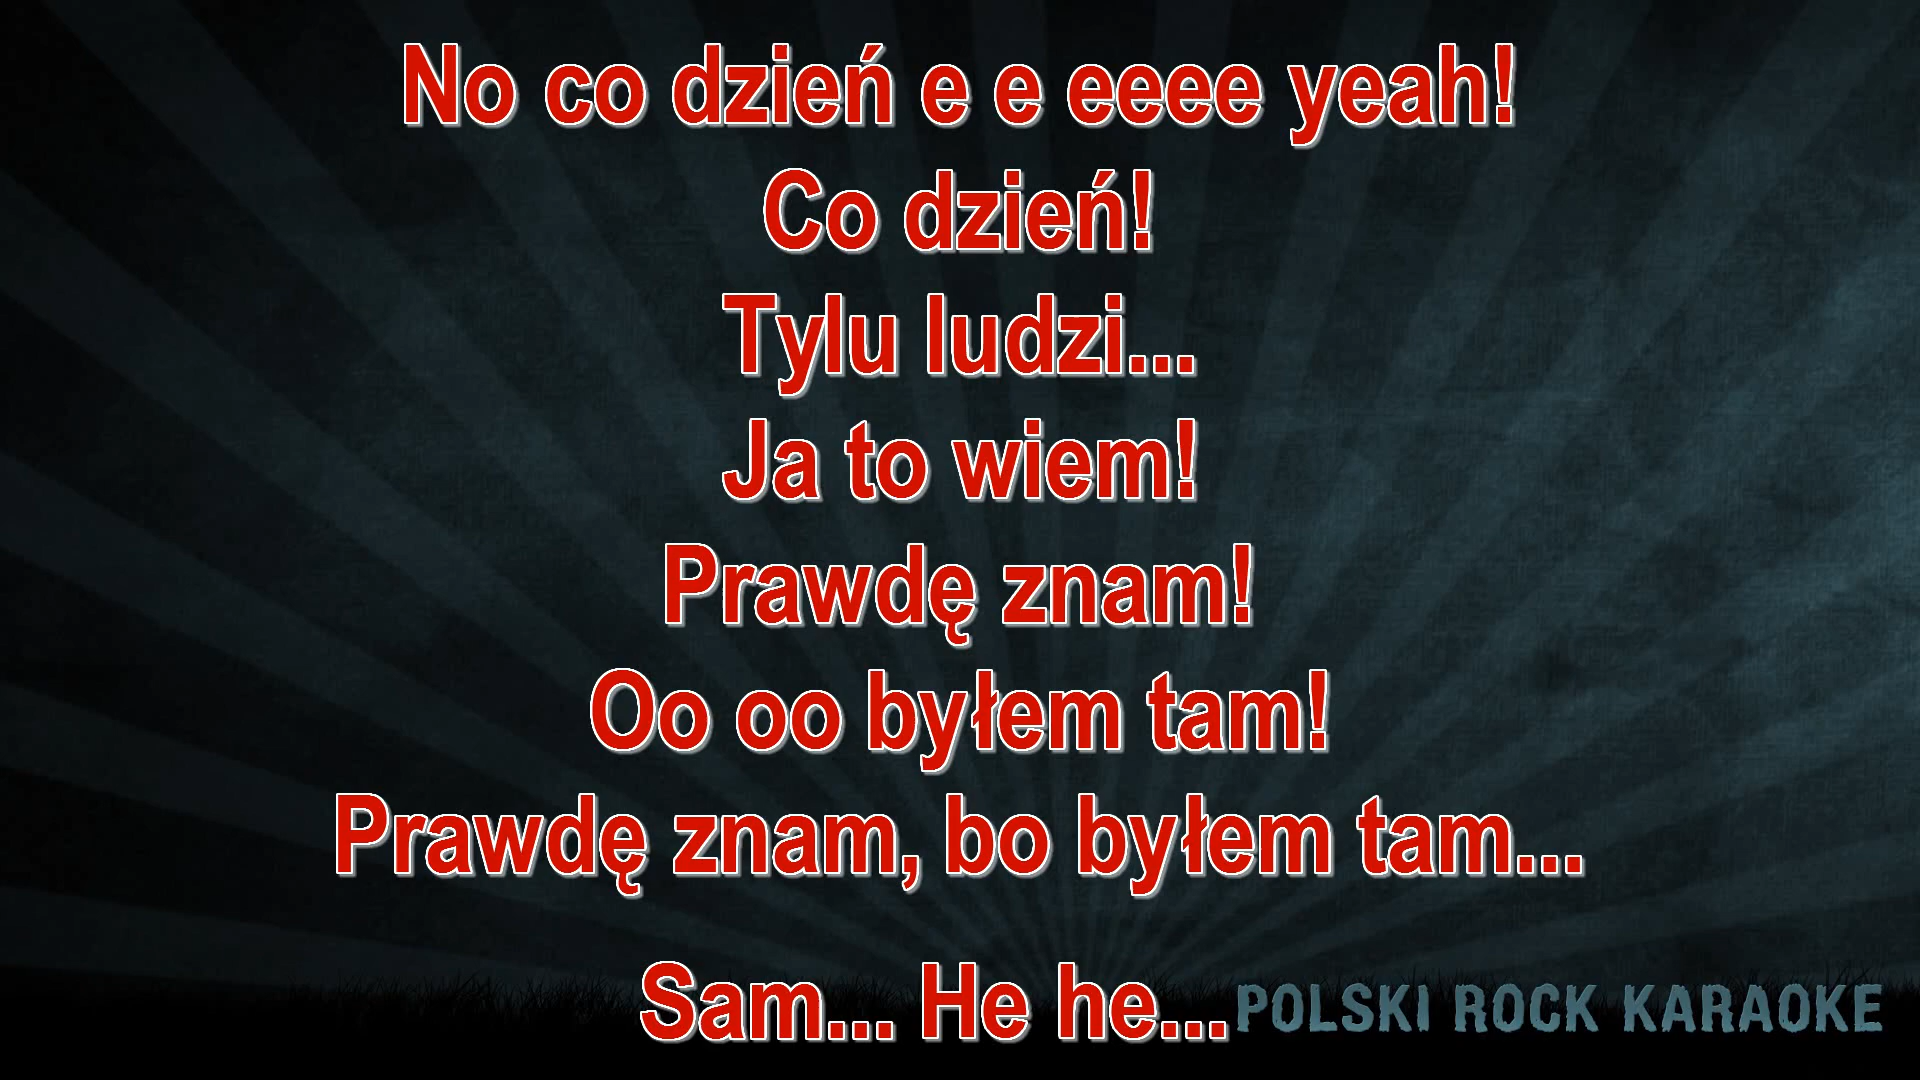 No co dzień e e eeee yeah!
Co dzień!
Tylu ludzi...
Ja to wiem!
Prawdę znam!
Oo oo byłem tam!
Prawdę znam, bo byłem tam...
Sam... He he...
POLSKI ROCK KARAOKE